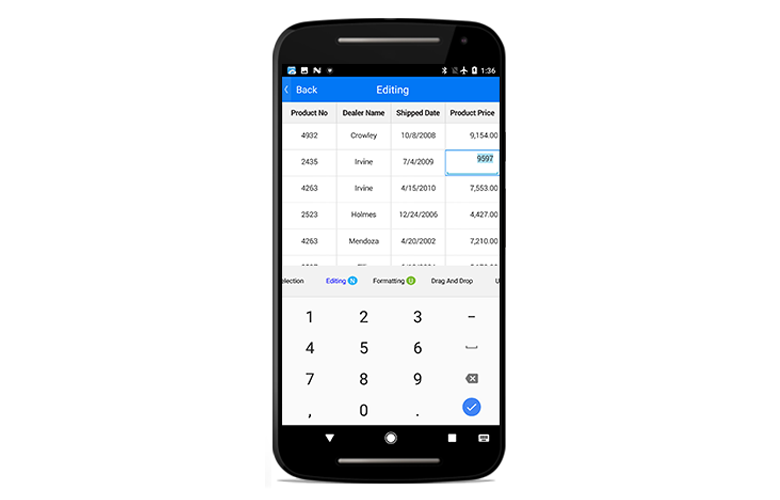 1:36
Back Editing
Product No Dealer Name Shipped Date Product Price
4932 Crowley 10/8/2008 9,154.00
2435 Irvine 7/4/2009 9597
4263 Irvine 4/15/2010 7,553.00
2523 Holmes 12/24/2006 4,427.00
4263 Mendoza 4/20/2002 7,210.00
election Editing N Formatting U Drag And Drop U
1 2 3 –
4 5 6
7 8 9
, 0 .